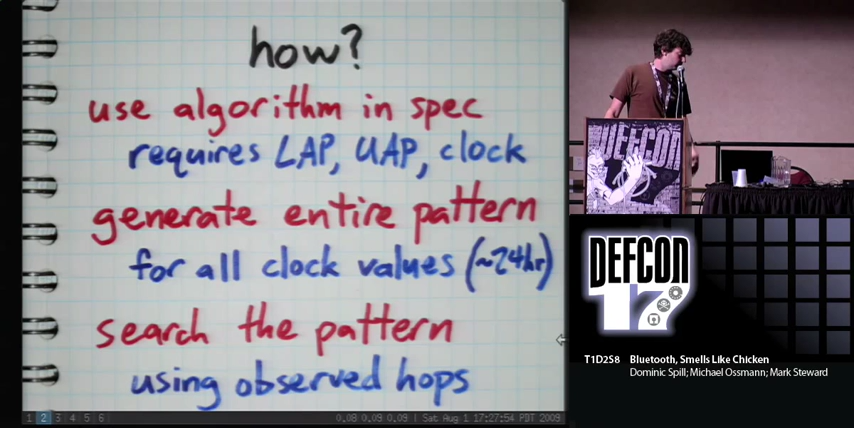 how?
use algorithm in spec
requires LAP, UAP, clock
generate entire pattern
for all clock values (~24hr)
search the pattern
using observed hops
1 2 3 4 5 6
0.08 0.09 0.09 | Sat Aug 1 17:27:54 PDT 2009
DEFCON
DEFCON
17
T1D2S8 Bluetooth, Smells Like Chicken
Dominic Spill; Michael Ossmann; Mark Steward